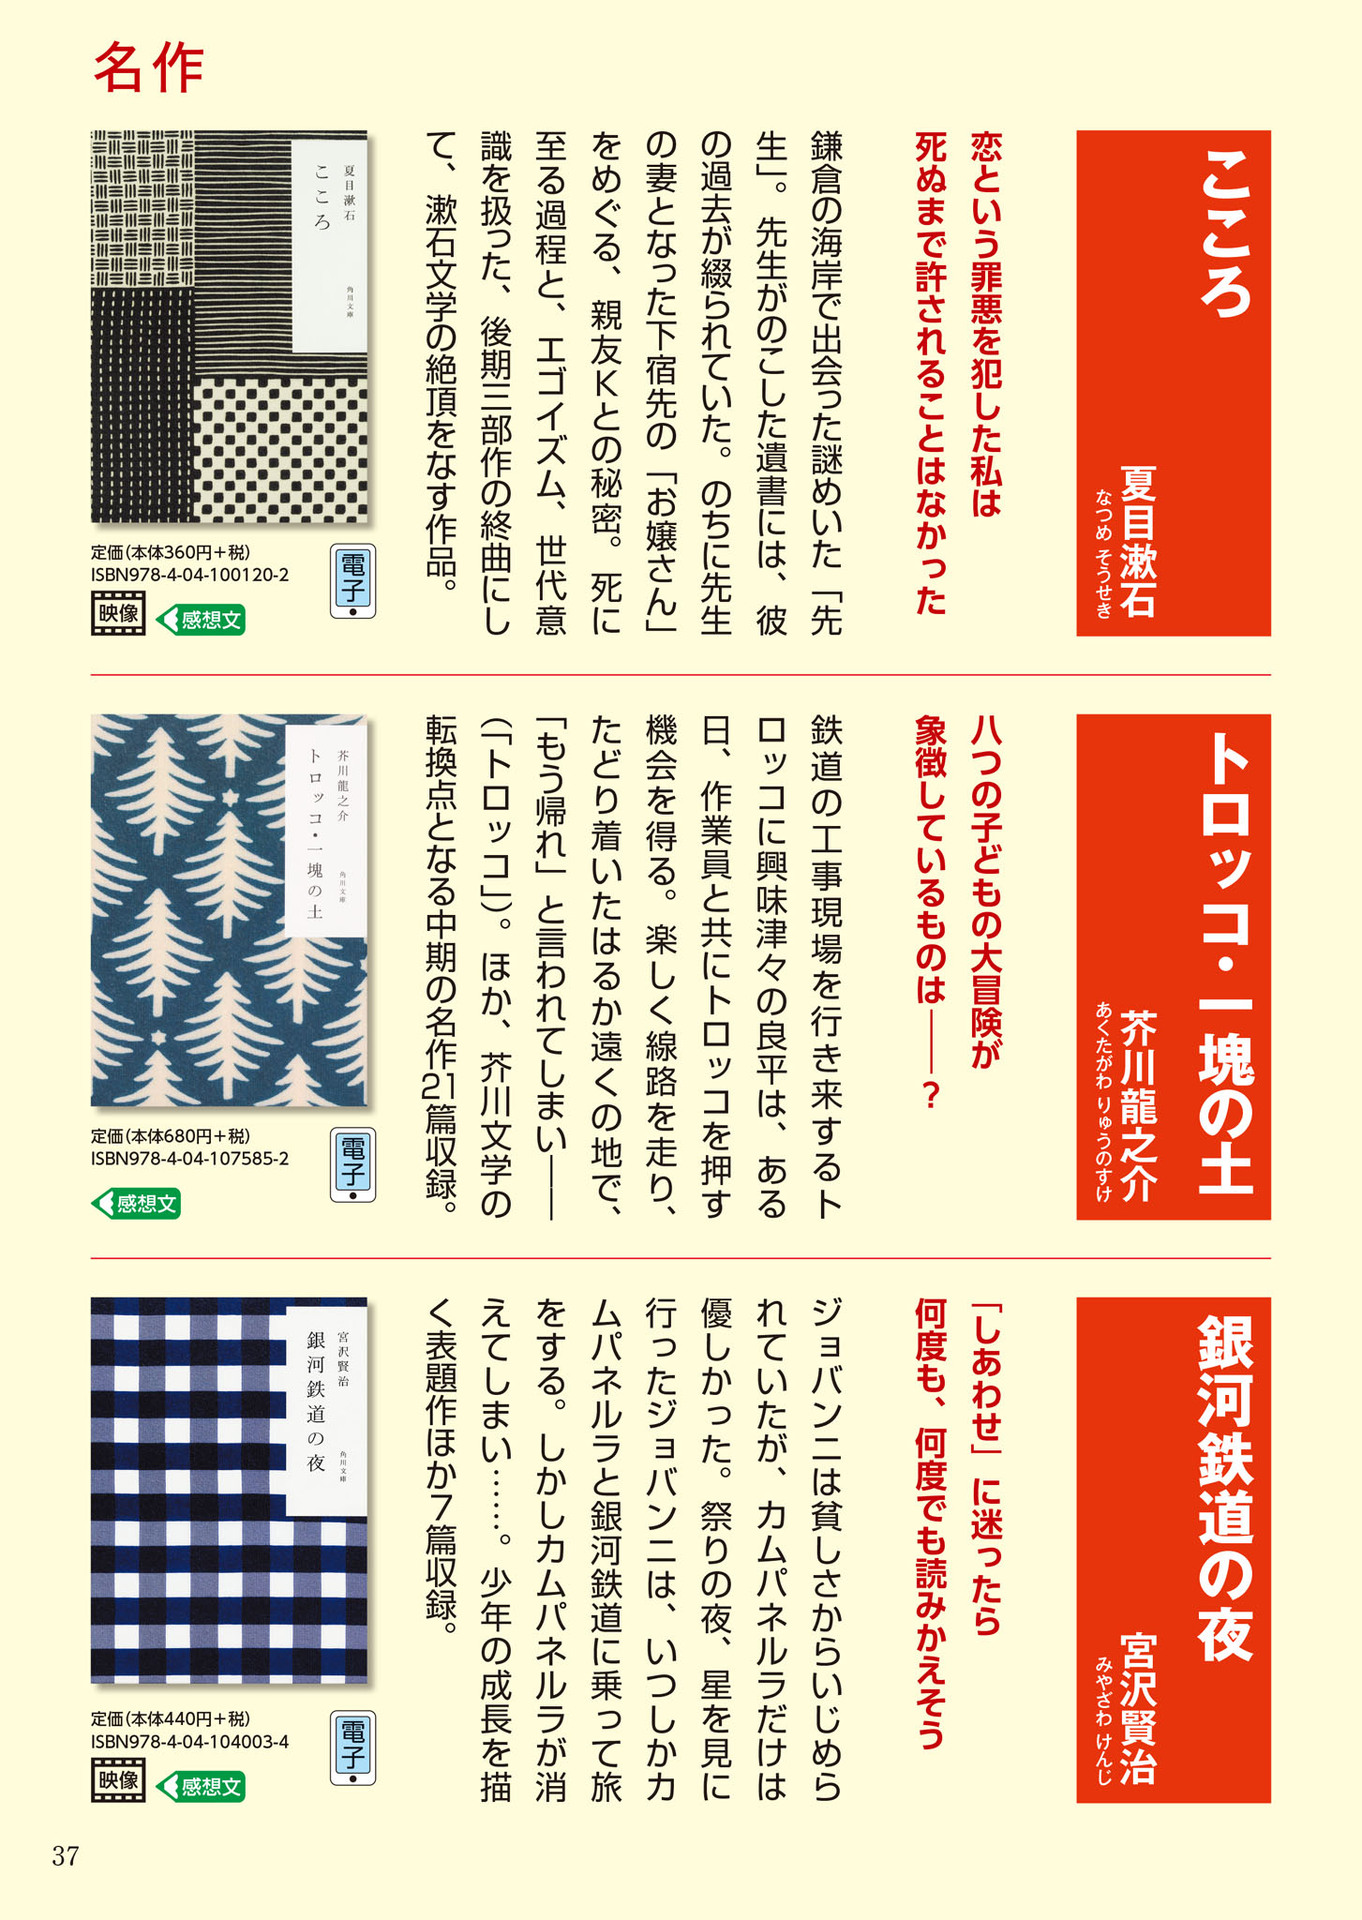 名作
こころ
夏目漱石
なつめ そうせき
恋という罪悪を犯した私は
死ぬまで許されることはなかった
鎌倉の海岸で出会った謎めいた「先
生」。先生がのこした遺書には、彼
の過去が綴られていた。のちに先生
の妻となった下宿先の「お嬢さん」
をめぐる、親友Kとの秘密。死に
至る過程と、エゴイズム、世代意
識を扱った、後期三部作の終曲にし
て、漱石文学の絶頂をなす作品。
夏目漱石
こころ
角川文庫
定価(本体360円+税)
ISBN978-4-04-100120-2
電子
映像
感想文
トロッコ・一塊の土
芥川龍之介
あくたがわ りゅうのすけ
八つの子どもの大冒険が
象徴しているものは――?
鉄道の工事現場を行き来するト
ロッコに興味津々の良平は、ある
日、作業員と共にトロッコを押す
機会を得る。楽しく線路を走り、
たどり着いたはるか遠くの地で、
「もう帰れ」と言われてしまい――
(「トロッコ」)。ほか、芥川文学の
転換点となる中期の名作21篇収録。
芥川龍之介
トロッコ・一塊の土
角川文庫
定価(本体680円+税)
ISBN978-4-04-107585-2
電子
感想文
銀河鉄道の夜
宮沢賢治
みやざわ けんじ
「しあわせ」に迷ったら
何度も、何度でも読みかえそう
ジョバンニは貧しさからいじめら
れていたが、カムパネルラだけは
優しかった。祭りの夜、星を見に
行ったジョバンニは、いつしかカ
ムパネルラと銀河鉄道に乗って旅
をする。しかしカムパネルラが消
えてしまい……。少年の成長を描
く表題作ほか7篇収録。
宮沢賢治
銀河鉄道の夜
角川文庫
定価(本体440円+税)
ISBN978-4-04-104003-4
電子
映像
感想文
37